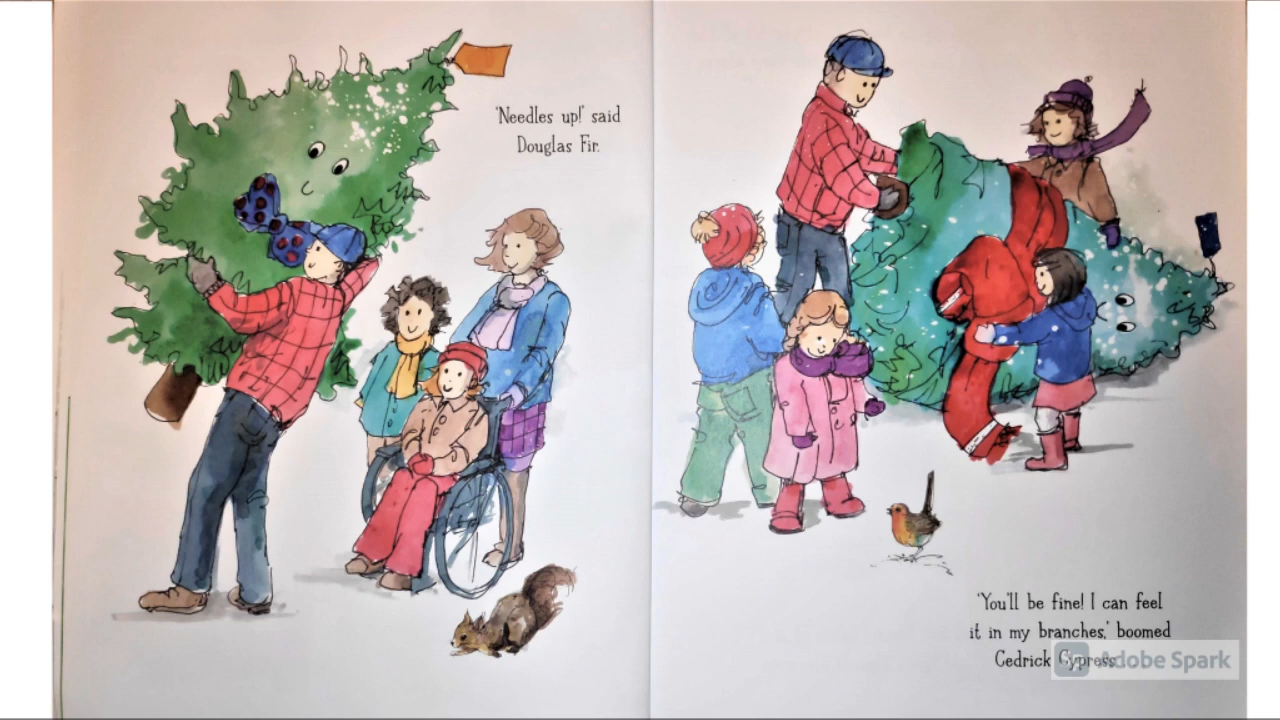 'Needles up!' said
Douglas Fir.
'You'll be fine! I can feel
it in my branches,' boomed
Cedrick Cypress
Adobe Spark